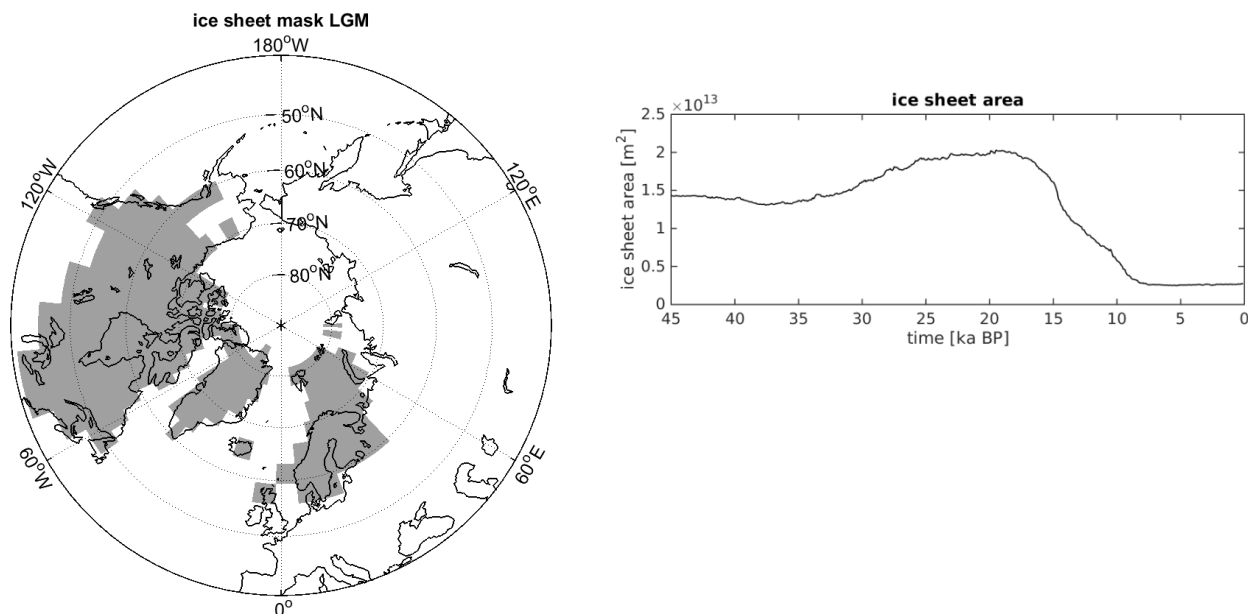 ice sheet mask LGM
180°W
50°N
60°N
120°W
120°E
70°N
80°N
60°W
60°E
0°
ice sheet area
×10¹³
2.5
2
1.5
1
0.5
0
ice sheet area [m²]
45
40
35
30
25
20
15
10
5
0
time [ka BP]